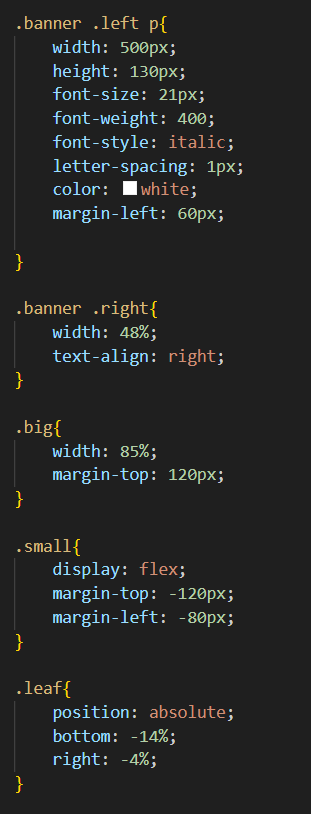 .banner .left p{
    width: 500px;
    height: 130px;
    font-size: 21px;
    font-weight: 400;
    font-style: italic;
    letter-spacing: 1px;
    color: white;
    margin-left: 60px;

}

.banner .right{
    width: 48%;
    text-align: right;
}

.big{
    width: 85%;
    margin-top: 120px;
}

.small{
    display: flex;
    margin-top: -120px;
    margin-left: -80px;
}

.leaf{
    position: absolute;
    bottom: -14%;
    right: -4%;
}